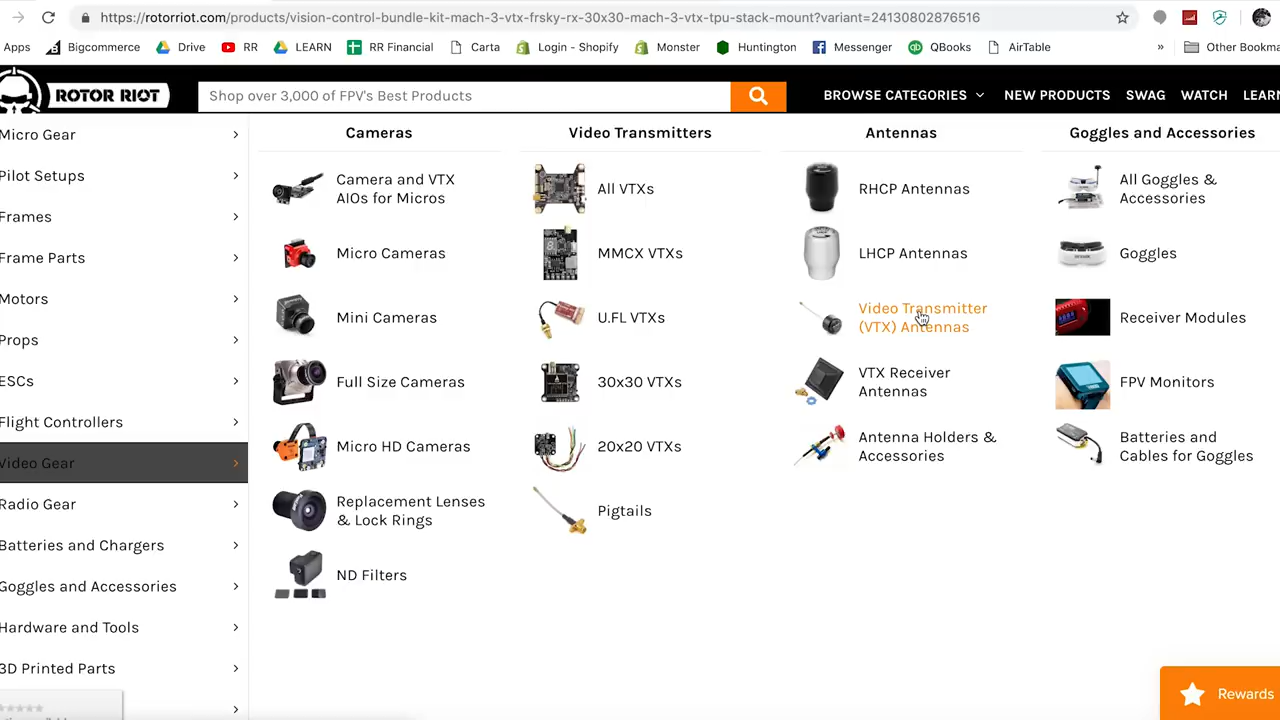 https://rotorriot.com/products/vision-control-bundle-kit-mach-3-vtx-frsky-rx-30x30-mach-3-vtx-tpu-stack-mount?variant=24130802876516
Apps Bigcommerce Drive RR LEARN RR Financial Carta Login - Shopify Monster Huntington Messenger QBooks AirTable » Other Bookma
ROTOR RIOT
Shop over 3,000 of FPV's Best Products
BROWSE CATEGORIES NEW PRODUCTS SWAG WATCH LEARN
Micro Gear
Pilot Setups
Frames
Frame Parts
Motors
Props
ESCs
Flight Controllers
Video Gear
Radio Gear
Batteries and Chargers
Goggles and Accessories
Hardware and Tools
3D Printed Parts
Cameras
Camera and VTX
AIOs for Micros
Micro Cameras
Mini Cameras
Full Size Cameras
Micro HD Cameras
Replacement Lenses
& Lock Rings
ND Filters
Video Transmitters
All VTXs
MMCX VTXs
U.FL VTXs
30x30 VTXs
20x20 VTXs
Pigtails
Antennas
RHCP Antennas
LHCP Antennas
Video Transmitter
(VTX) Antennas
VTX Receiver
Antennas
Antenna Holders &
Accessories
Goggles and Accessories
All Goggles &
Accessories
Goggles
Receiver Modules
FPV Monitors
Batteries and
Cables for Goggles
Rewards